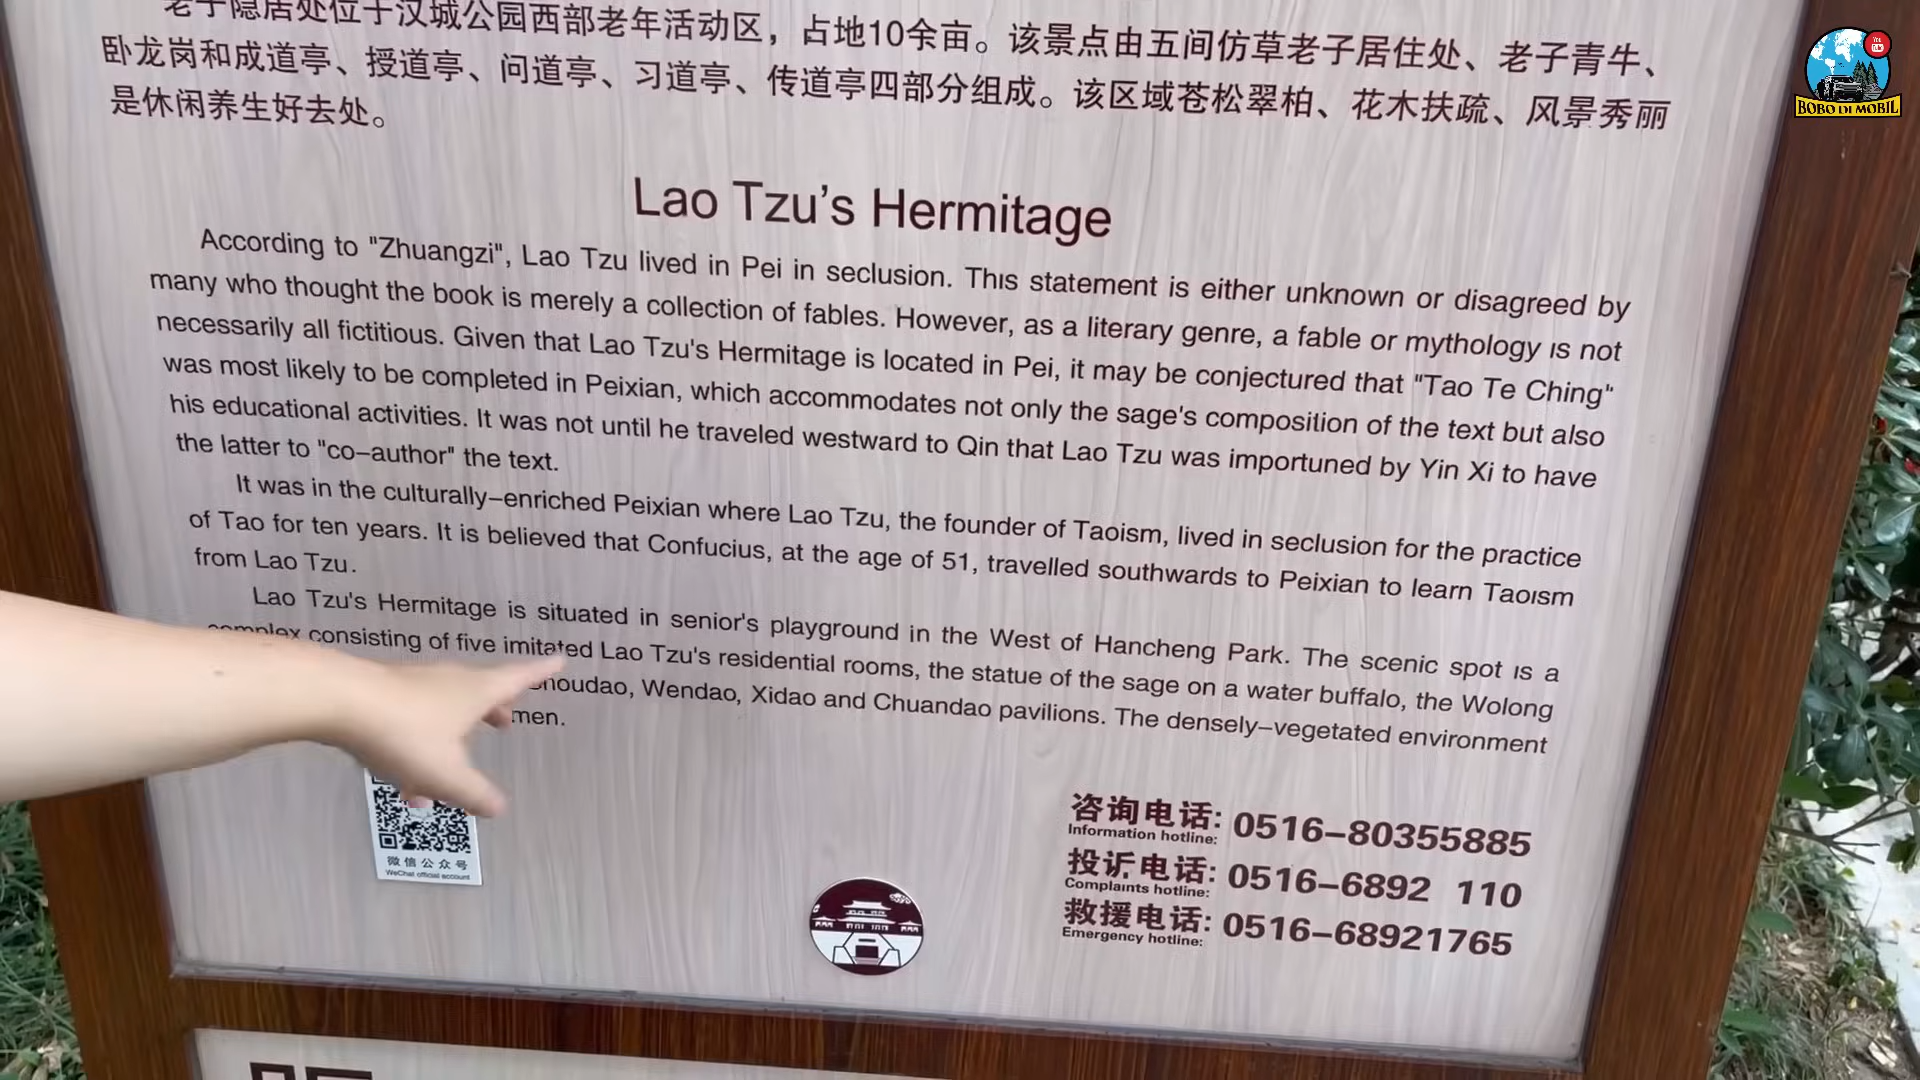 老子隐居处位于汉城公园西部老年活动区，占地10余亩。该景点由五间仿草老子居住处、老子青牛、
卧龙岗和成道亭、授道亭、问道亭、习道亭、传道亭四部分组成。该区域苍松翠柏、花木扶疏、风景秀丽
是休闲养生好去处。
Lao Tzu's Hermitage
According to "Zhuangzi", Lao Tzu lived in Pei in seclusion. This statement is either unknown or disagreed by
many who thought the book is merely a collection of fables. However, as a literary genre, a fable or mythology is not
necessarily all fictitious. Given that Lao Tzu's Hermitage is located in Pei, it may be conjectured that "Tao Te Ching"
was most likely to be completed in Peixian, which accommodates not only the sage's composition of the text but also
his educational activities. It was not until he traveled westward to Qin that Lao Tzu was importuned by Yin Xi to have
the latter to "co-author" the text.
It was in the culturally-enriched Peixian where Lao Tzu, the founder of Taoism, lived in seclusion for the practice
of Tao for ten years. It is believed that Confucius, at the age of 51, travelled southwards to Peixian to learn Taoism
from Lao Tzu.
Lao Tzu's Hermitage is situated in senior's playground in the West of Hancheng Park. The scenic spot is a
complex consisting of five imitated Lao Tzu's residential rooms, the statue of the sage on a water buffalo, the Wolong
Wendao, Xidao and Chuandao pavilions. The densely-vegetated environment
men.
微信公众号
WeChat official account
咨询电话: 0516-80355885
Information hotline:
投诉电话: 0516-6892 110
Complaints hotline:
救援电话: 0516-68921765
Emergency hotline:
BOBO DI MOBIL
You